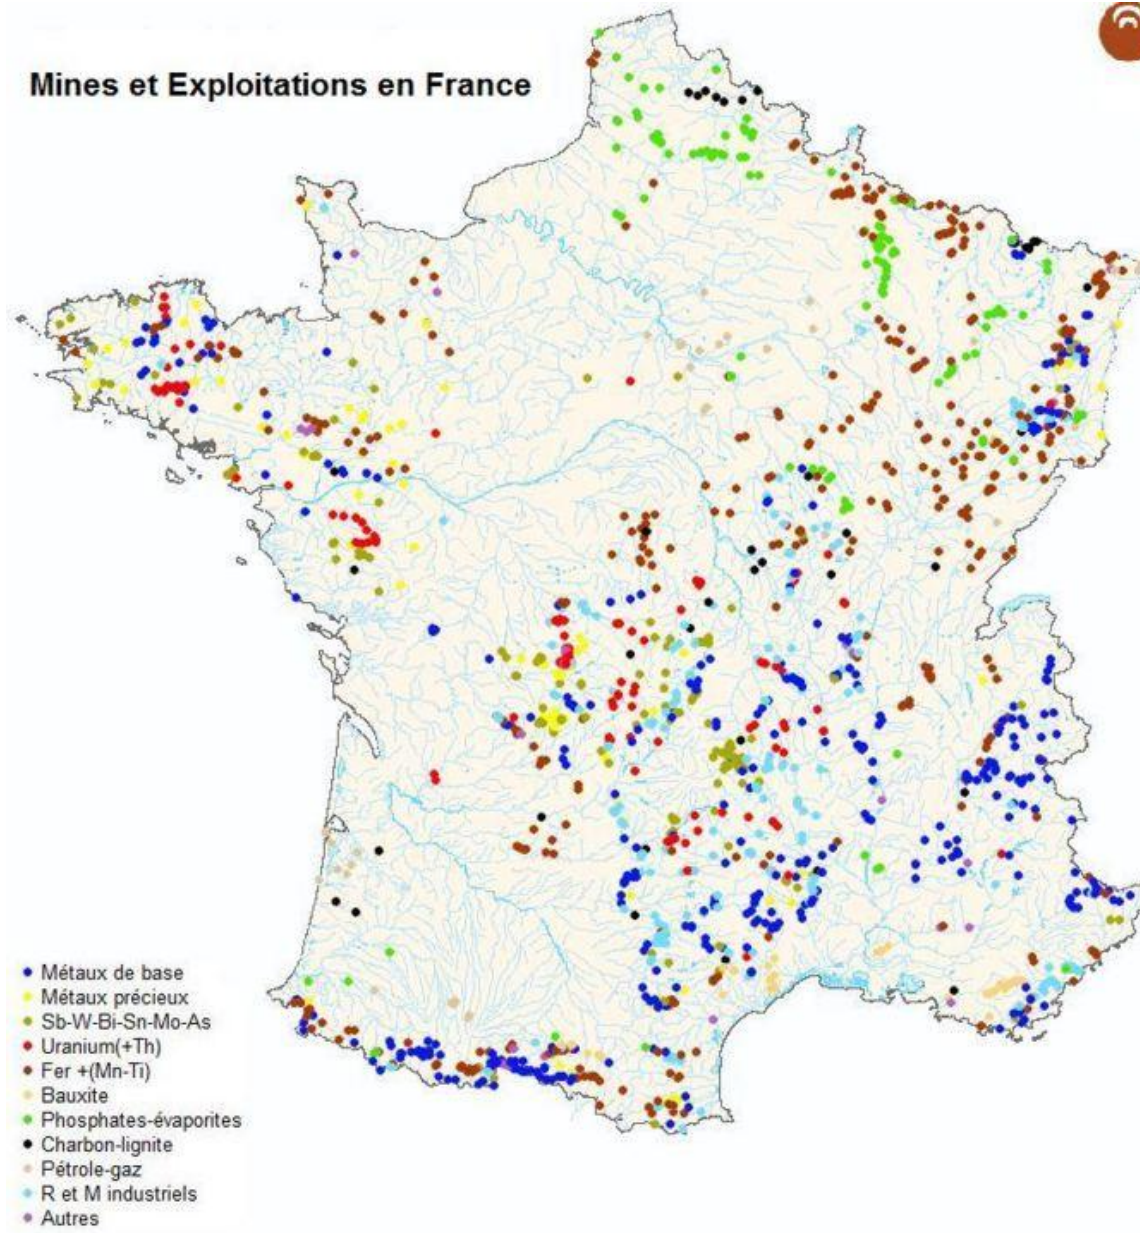 Mines et Exploitations en France
Métaux de base
Métaux précieux
Sb-W-Bi-Sn-Mo-As
Uranium(+Th)
Fer +(Mn-Ti)
Bauxite
Phosphates-évaporites
Charbon-lignite
Pétrole-gaz
R et M industriels
Autres